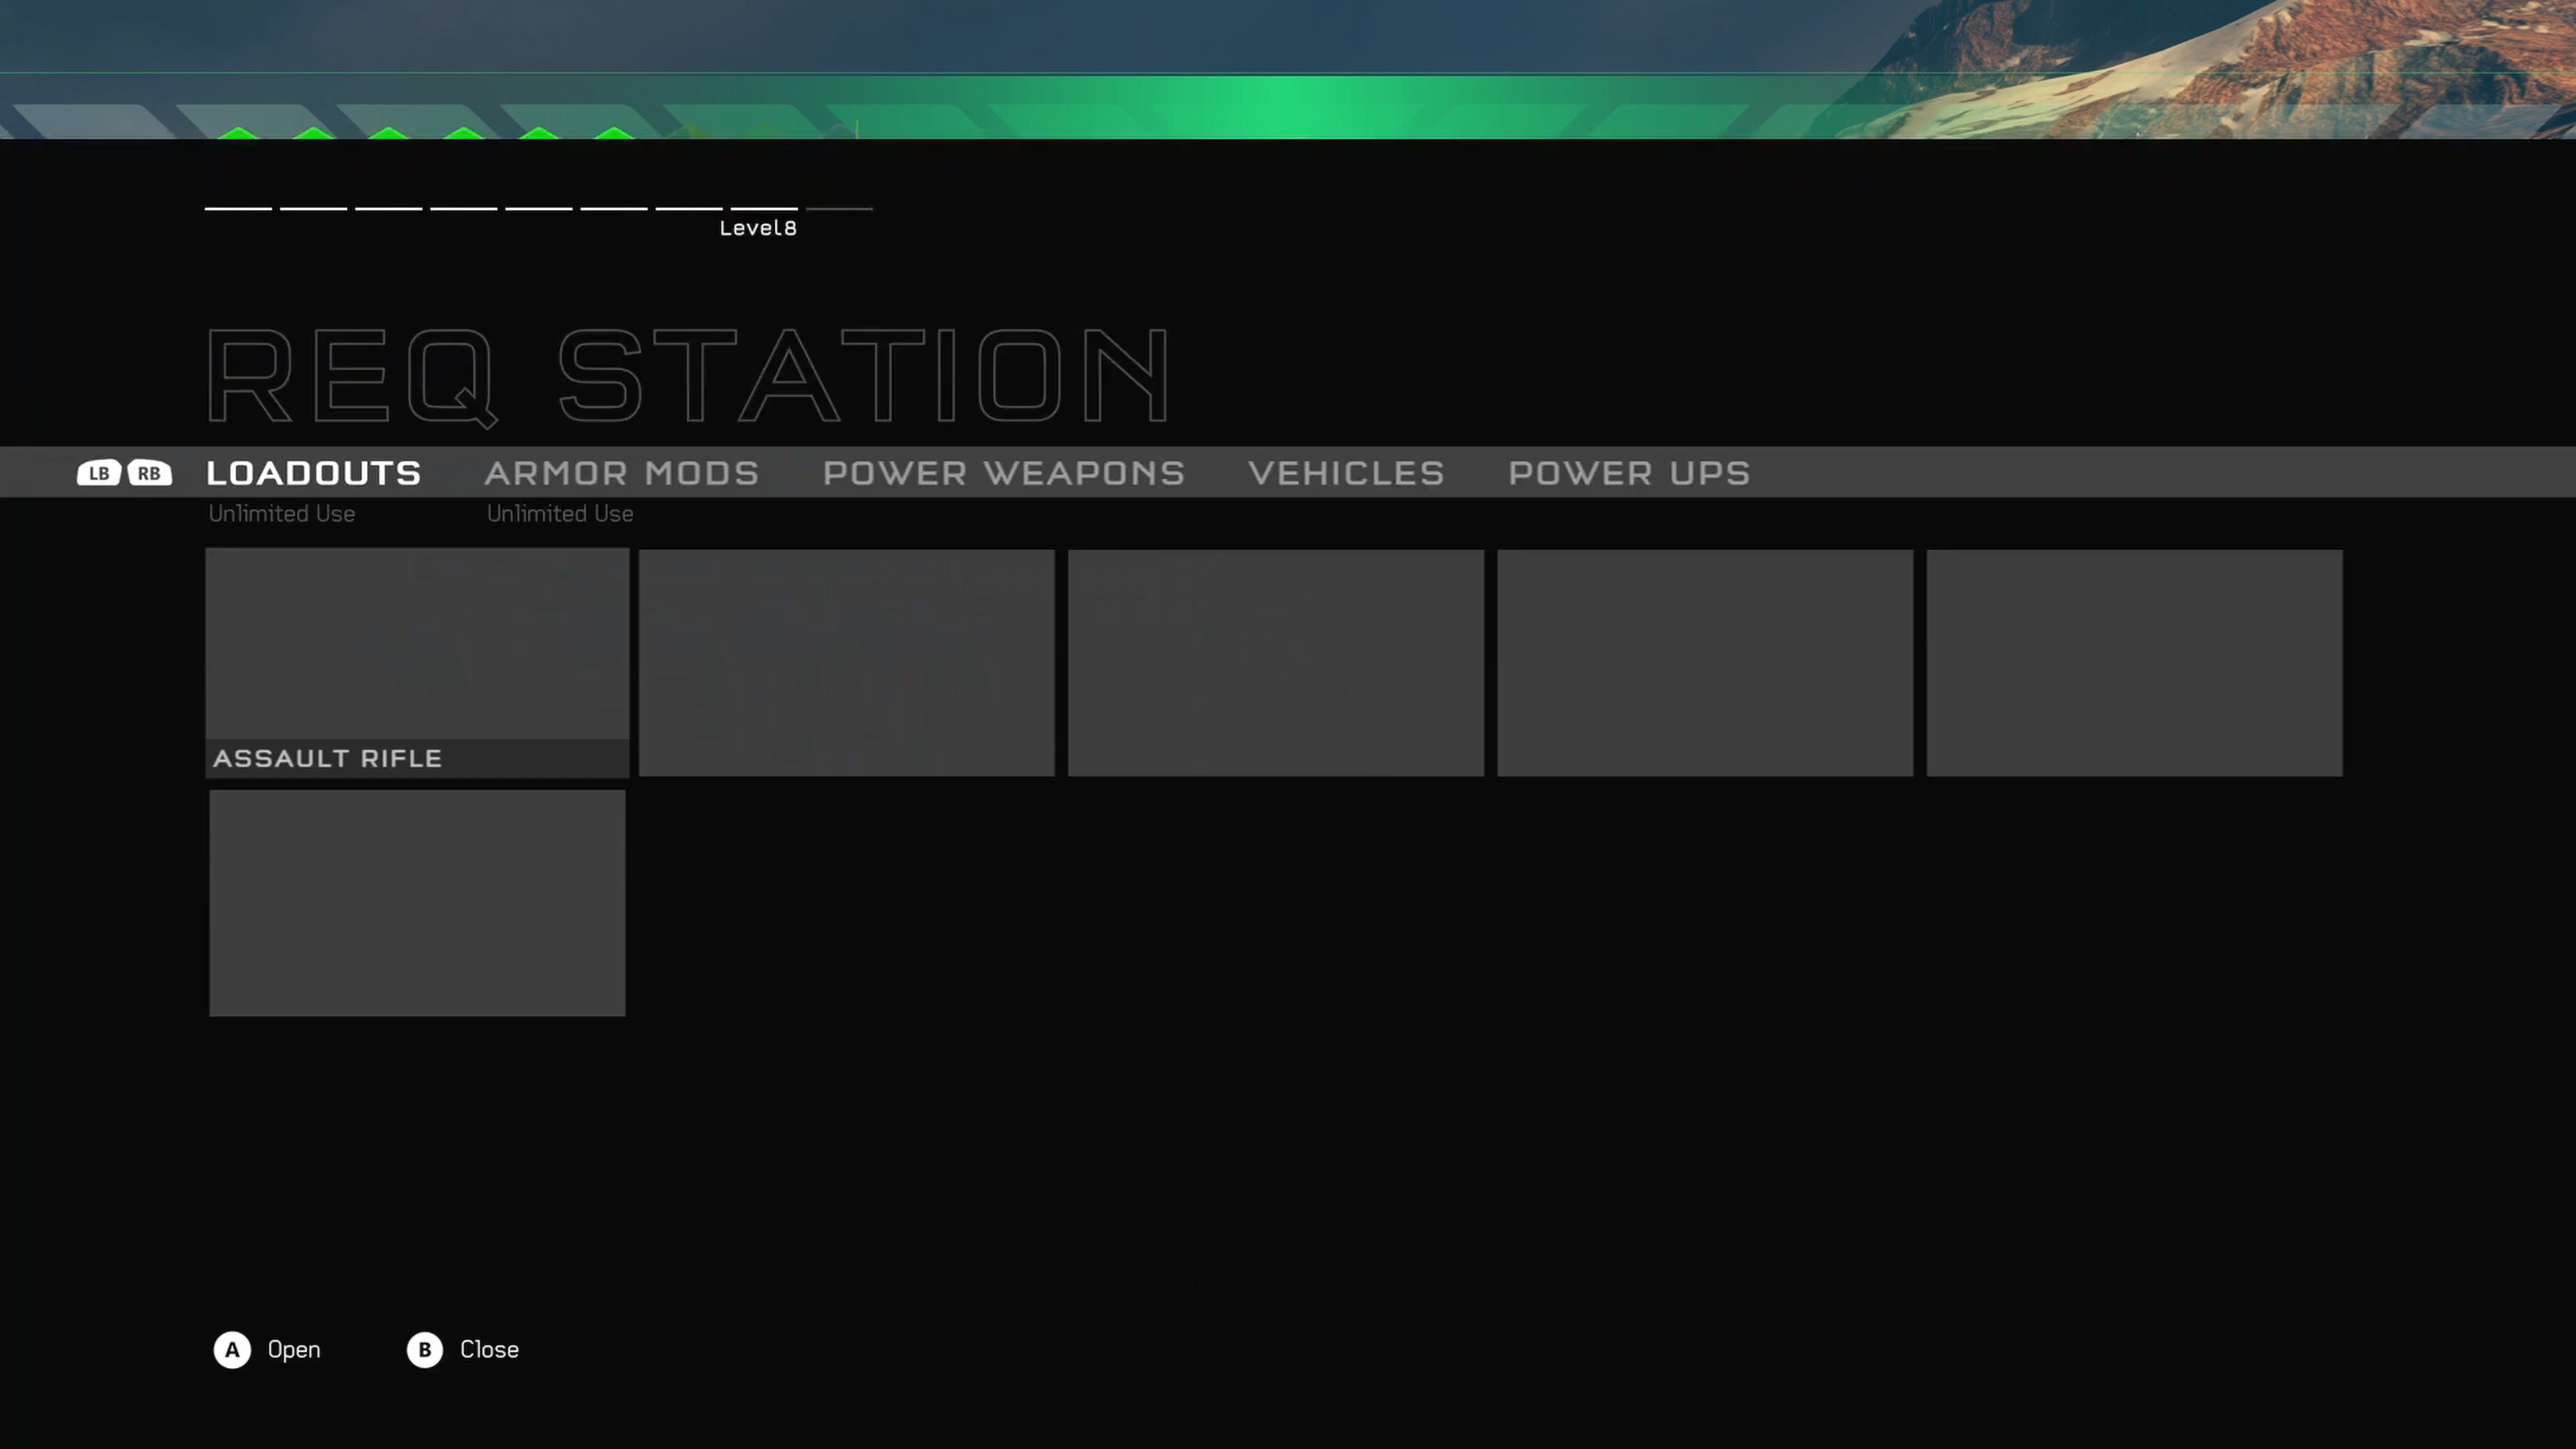 Level8
REQ STATION
LB RB LOADOUTS ARMOR MODS POWER WEAPONS VEHICLES POWER UPS
Unlimited Use Unlimited Use
ASSAULT RIFLE
A Open B Close